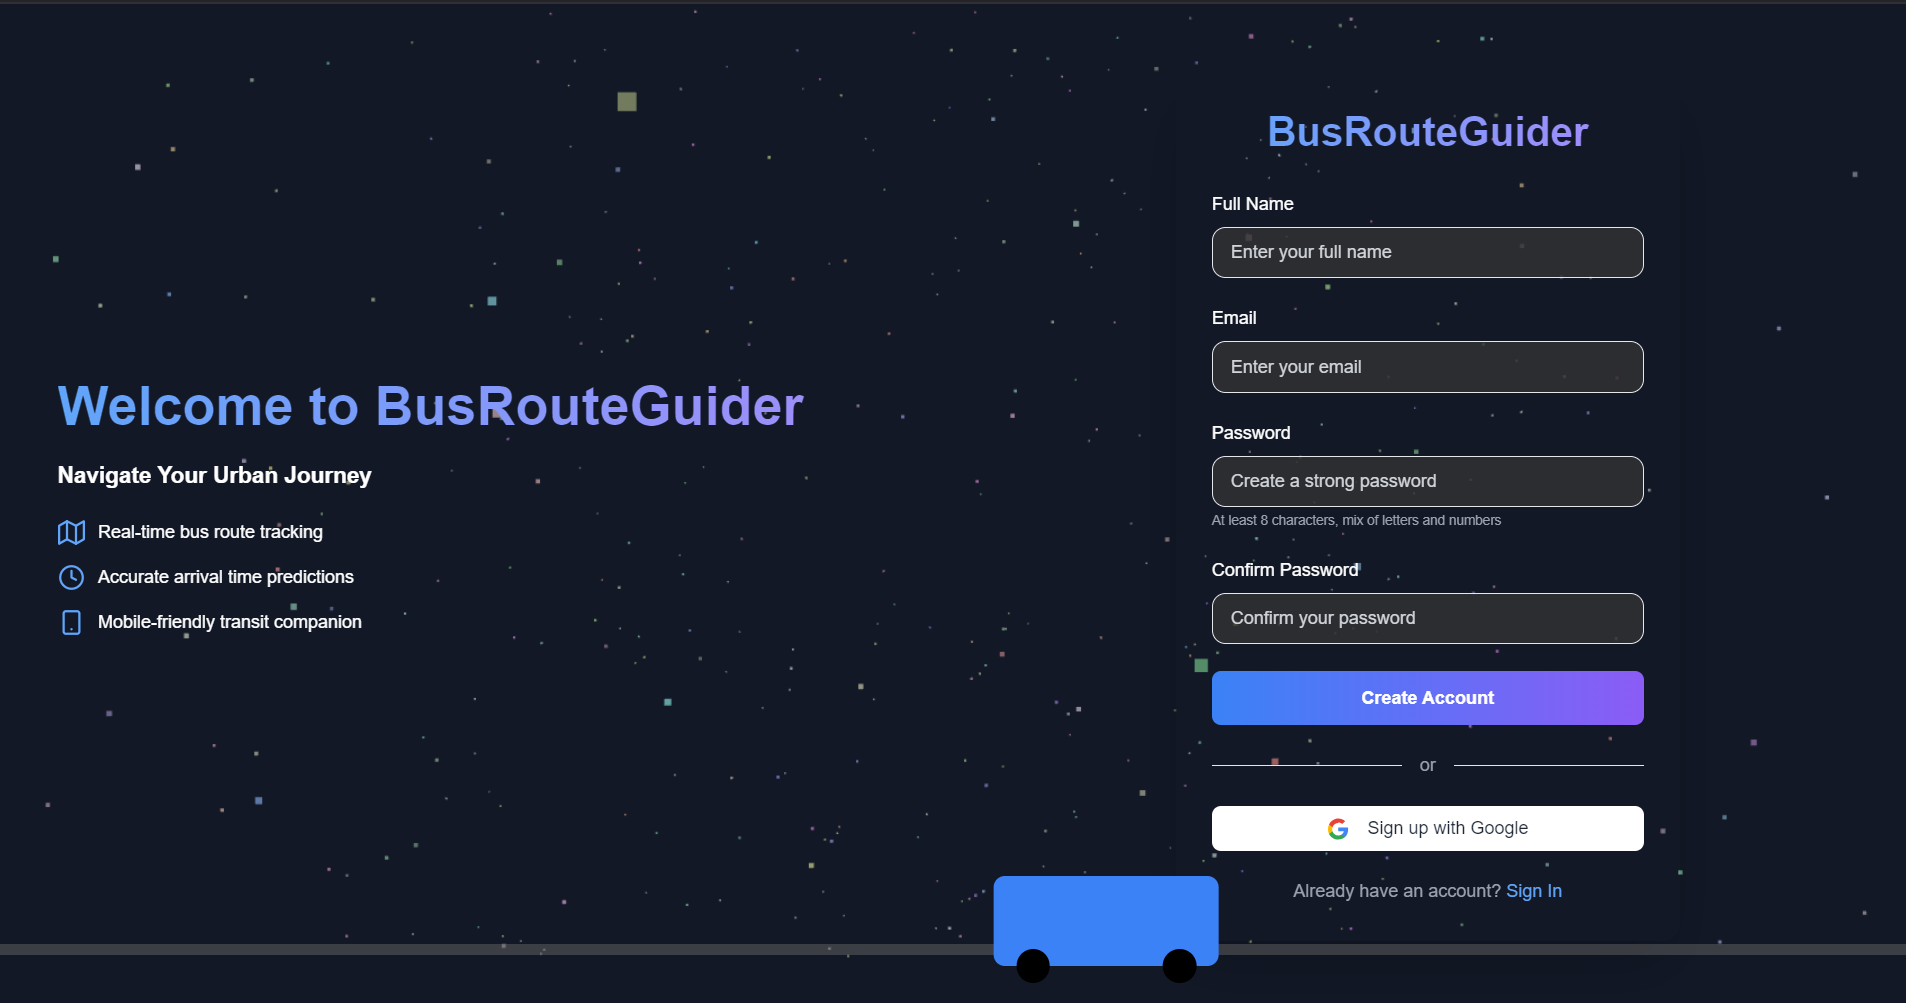 Welcome to BusRouteGuider
Navigate Your Urban Journey
Real-time bus route tracking
Accurate arrival time predictions
Mobile-friendly transit companion
BusRouteGuider
Full Name
Enter your full name
Email
Enter your email
Password
Create a strong password
At least 8 characters, mix of letters and numbers
Confirm Password
Confirm your password
Create Account
or
Sign up with Google
Already have an account? Sign In